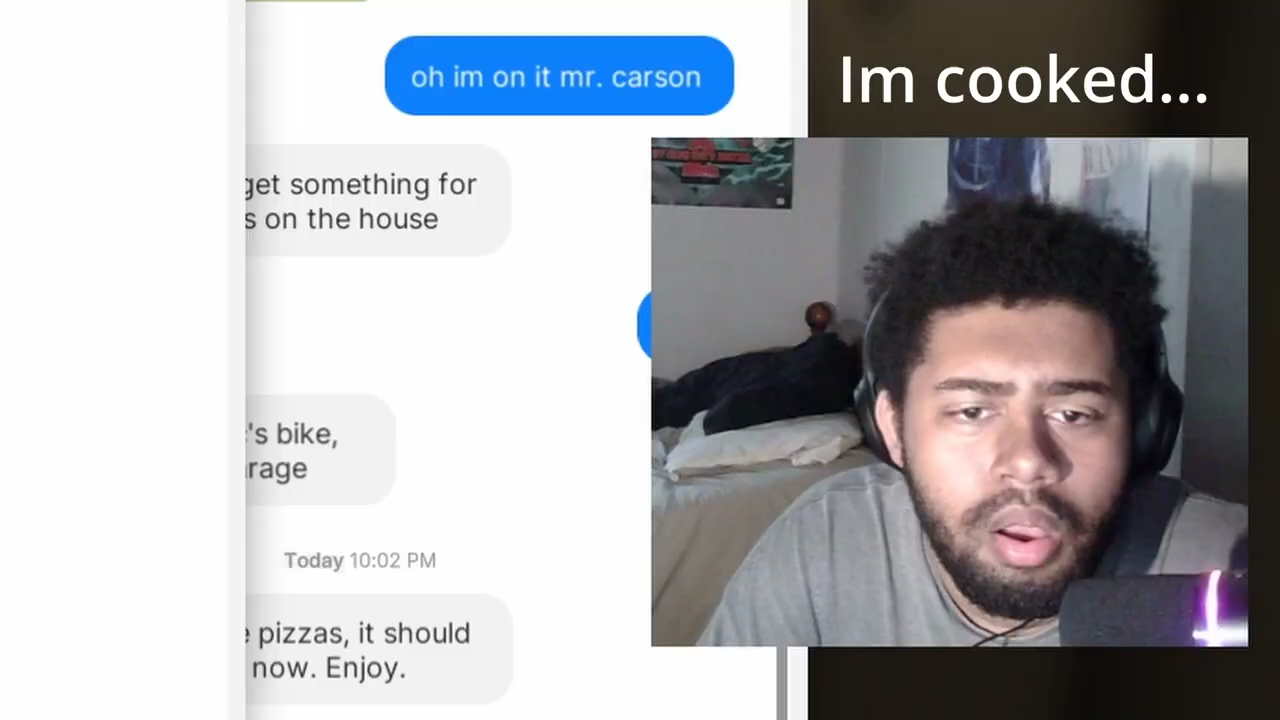 oh im on it mr. carson
get something for
s on the house
's bike,
rage
Today 10:02 PM
pizzas, it should
now. Enjoy.
Im cooked...